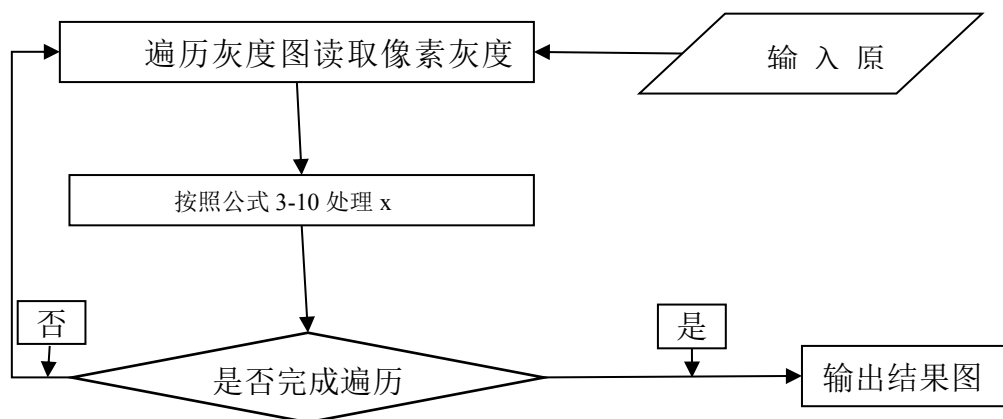 遍历灰度图读取像素灰度
输 入 原
按照公式 3-10 处理 x
否
是
是否完成遍历
输出结果图